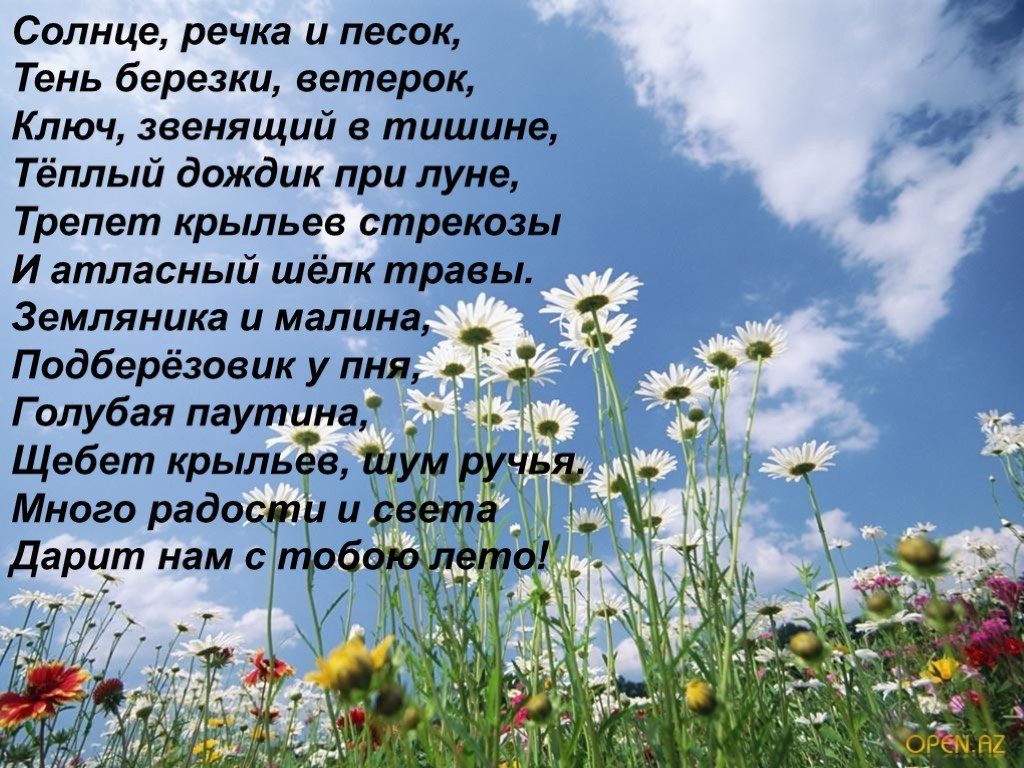 Солнце, речка и песок,
Тень березки, ветерок,
Ключ, звенящий в тишине,
Тёплый дождик при луне,
Трепет крыльев стрекозы
И атласный шёлк травы.
Земляника и малина,
Подберёзовик у пня,
Голубая паутина,
Щебет крыльев, шум ручья.
Много радости и света
Дарит нам с тобою лето!
OPEN.AZ